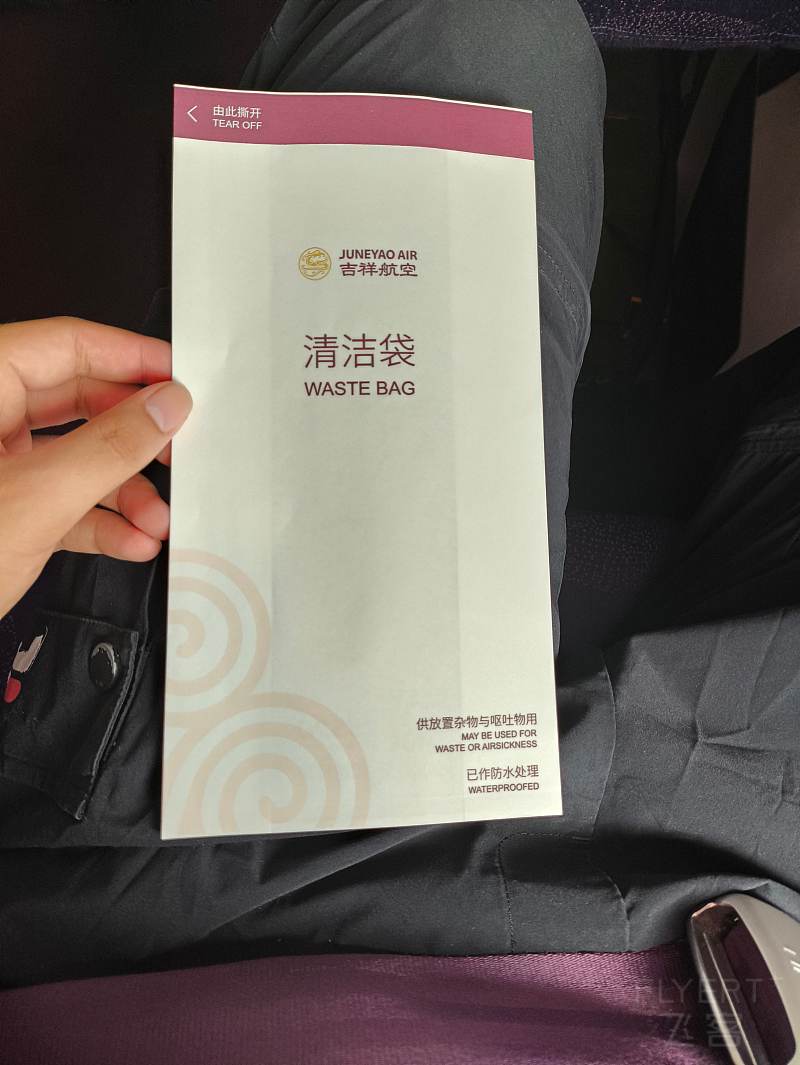 由此撕开
TEAR OFF
JUNEYAO AIR
吉祥航空
清洁袋
WASTE BAG
供放置杂物与呕吐物用
MAY BE USED FOR
WASTE OR AIRSICKNESS
已作防水处理
WATERPROOFED
FLYERT
飞客